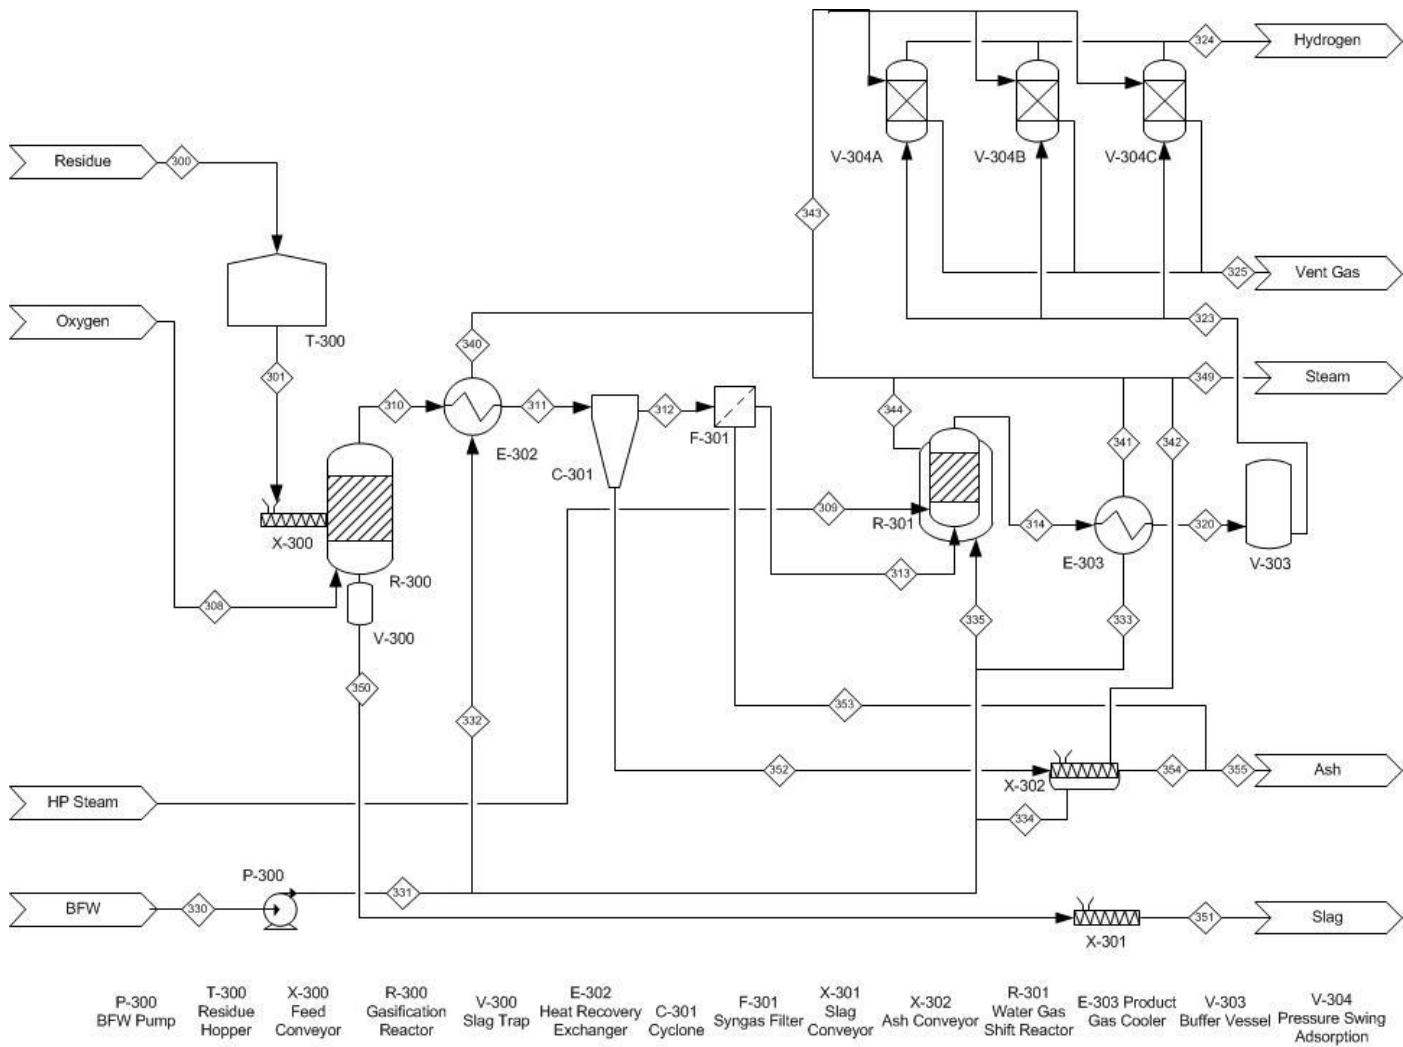 324
Hydrogen
Residue
300
V-304A
V-304B
V-304C
343
325
Vent Gas
Oxygen
T-300
340
323
301
349
Steam
310
311
312
344
F-301
E-302
C-301
341
342
309
R-301
314
320
X-300
E-303
V-303
R-300
313
308
V-300
335
333
350
353
332
352
354
355
Ash
X-302
HP Steam
334
P-300
331
BFW
330
351
Slag
X-301
P-300
BFW Pump
T-300
Residue
Hopper
X-300
Feed
Conveyor
R-300
Gasification
Reactor
V-300
Slag Trap
E-302
Heat Recovery
Exchanger
C-301
Cyclone
F-301
Syngas Filter
X-301
Slag
Conveyor
X-302
Ash Conveyor
R-301
Water Gas
Shift Reactor
E-303 Product
Gas Cooler
V-303
Buffer Vessel
V-304
Pressure Swing
Adsorption